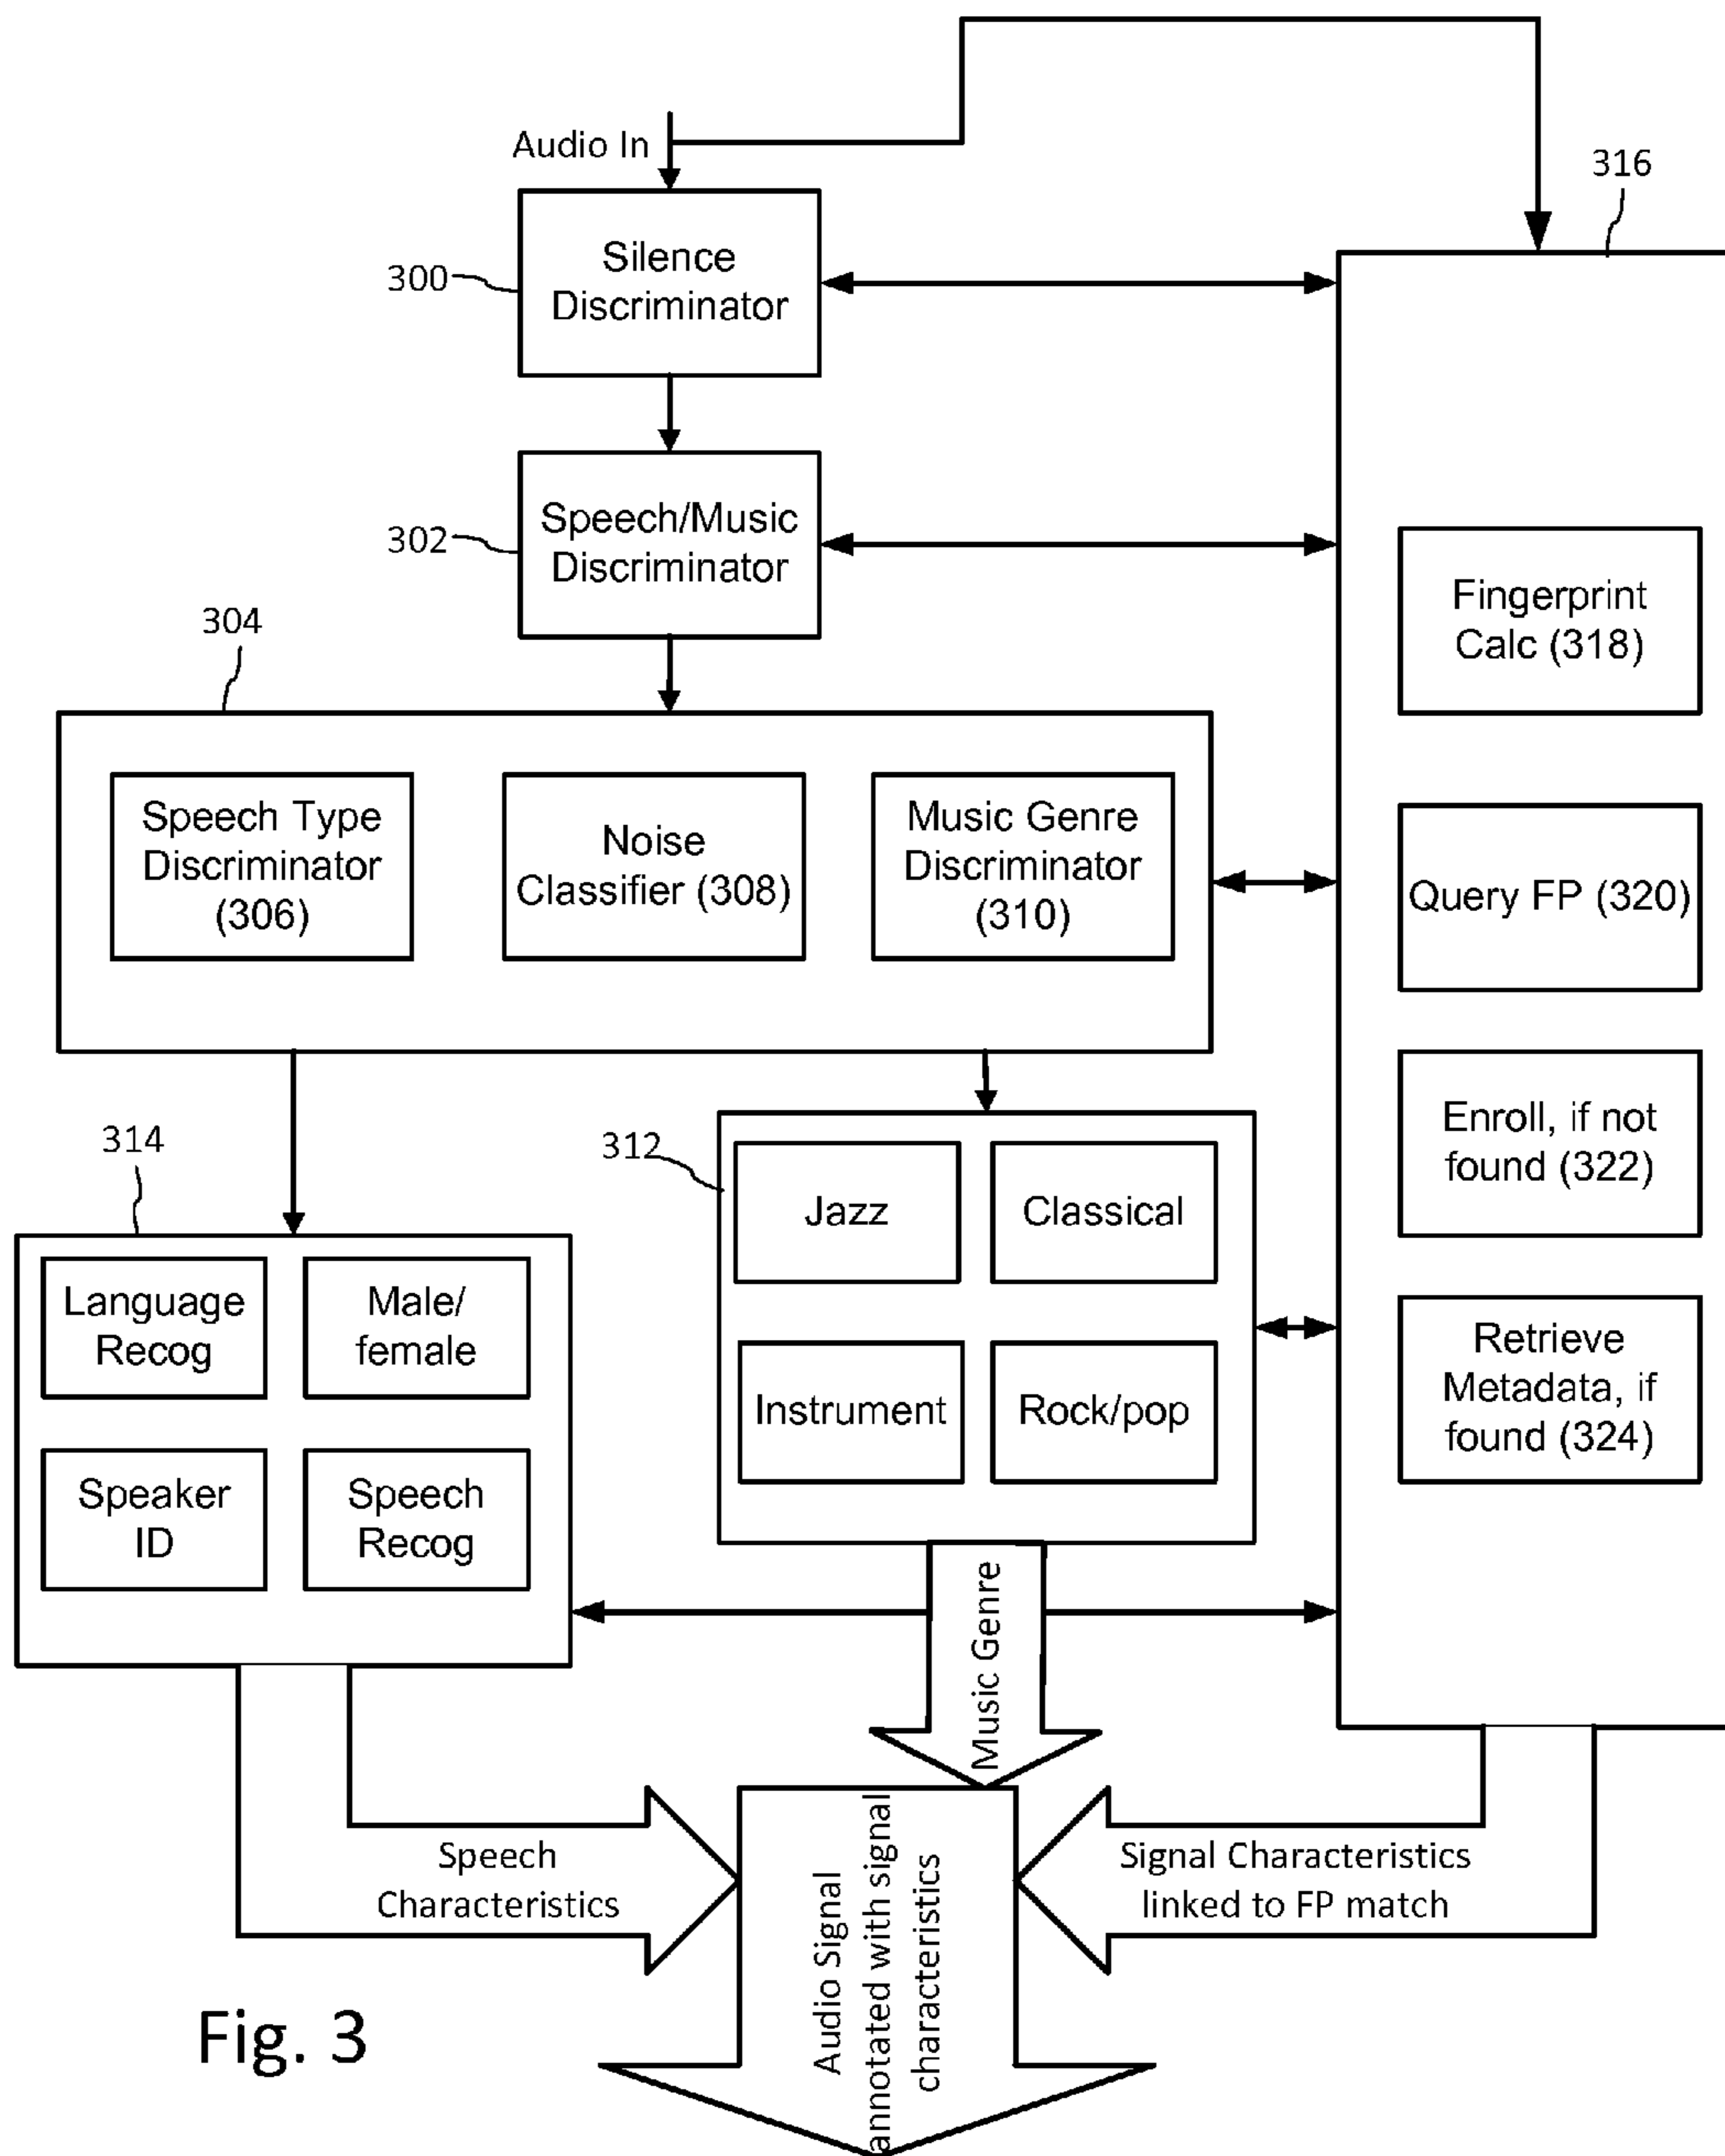 Audio In
316
Silence
Discriminator
300
Speech/Music
Discriminator
302
304
Speech Type
Discriminator
(306)
Noise
Classifier (308)
Music Genre
Discriminator
(310)
Fingerprint
Calc (318)
Query FP (320)
Enroll, if not
found (322)
Retrieve
Metadata, if
found (324)
314
Language
Recog
Male/
female
Speaker
ID
Speech
Recog
312
Jazz
Classical
Instrument
Rock/pop
Music Genre
Speech
Characteristics
Signal Characteristics
linked to FP match
Audio Signal
annotated with signal
characteristics
Fig. 3